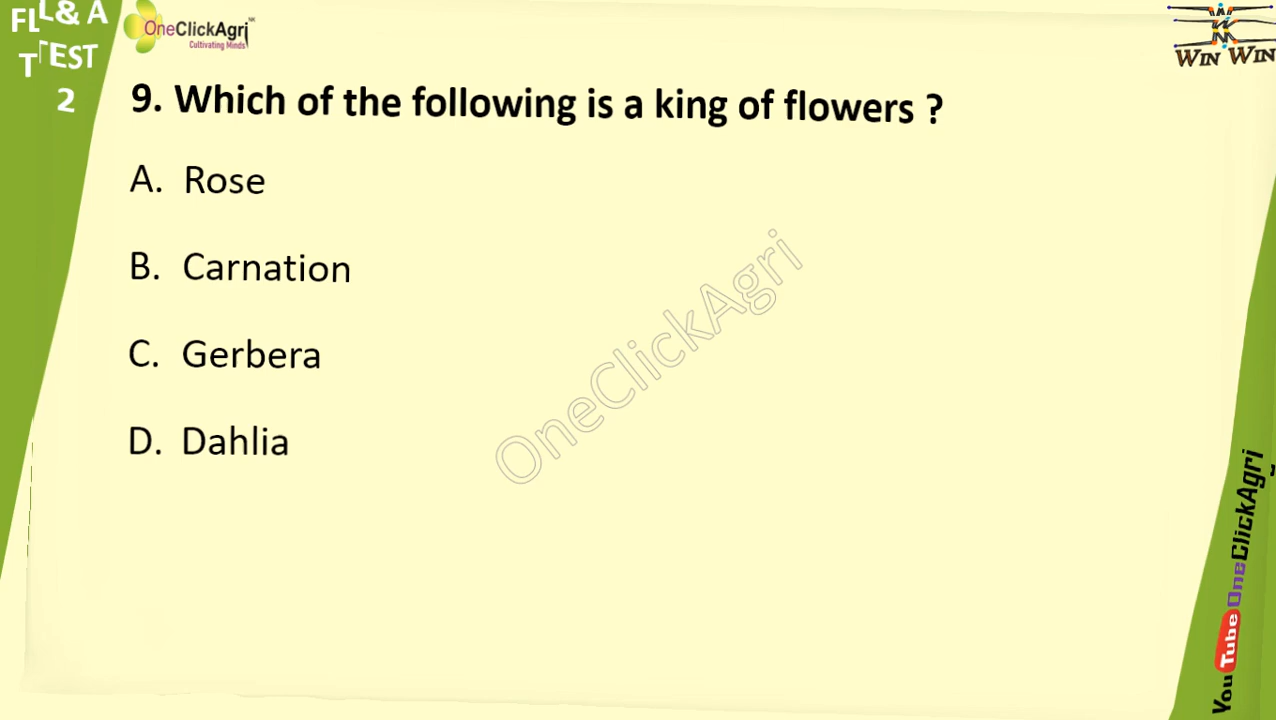 FLL & A
TEST
2
OneClickAgri
Cultivating Minds
WIN WIN
9. Which of the following is a king of flowers ?
A. Rose
B. Carnation
C. Gerbera
D. Dahlia
OneClickAgri
YouTube OneClickAgri